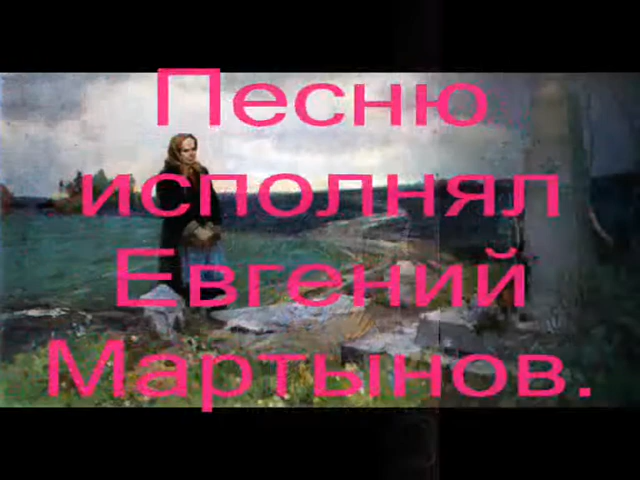 Песню
исполнял
Евгений
Мартынов.